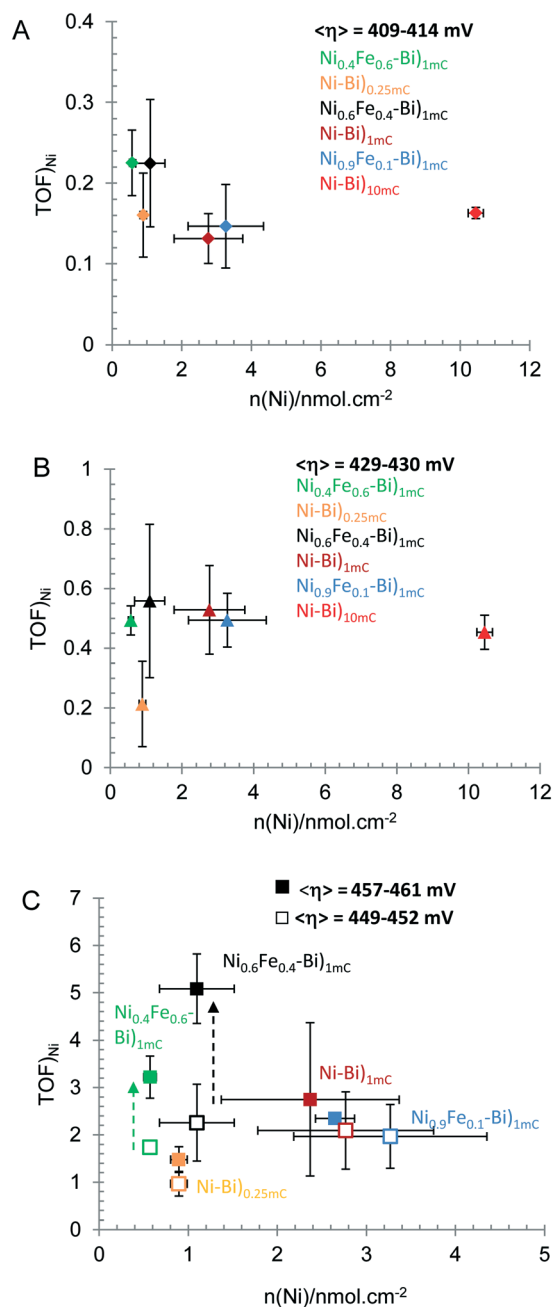 A
<η> = 409-414 mV
Ni0.4Fe0.6-Bi)1mC
Ni-Bi)0.25mC
Ni0.6Fe0.4-Bi)1mC
Ni-Bi)1mC
Ni0.9Fe0.1-Bi)1mC
Ni-Bi)10mC
TOF)Ni
0.4
0.3
0.2
0.1
0
0 2 4 6 8 10 12
n(Ni)/nmol.cm-2
B
<η> = 429-430 mV
Ni0.4Fe0.6-Bi)1mC
Ni-Bi)0.25mC
Ni0.6Fe0.4-Bi)1mC
Ni-Bi)1mC
Ni0.9Fe0.1-Bi)1mC
Ni-Bi)10mC
TOF)Ni
1
0.8
0.6
0.4
0.2
0
0 2 4 6 8 10 12
n(Ni)/nmol.cm-2
C
<η> = 457-461 mV
<η> = 449-452 mV
TOF)Ni
7
6
5
4
3
2
1
0
Ni0.6Fe0.4-Bi)1mC
Ni0.4Fe0.6-
Bi)1mC
Ni-Bi)1mC
Ni0.9Fe0.1-Bi)1mC
Ni-Bi)0.25mC
0 1 2 3 4 5
n(Ni)/nmol.cm-2